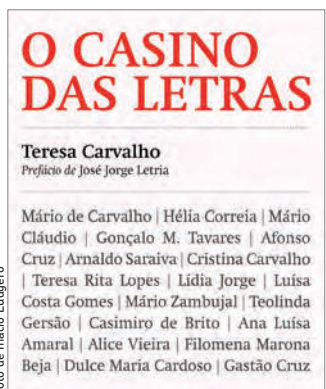 O CASINO
DAS LETRAS
Teresa Carvalho
Prefácio de José Jorge Letria
Mário de Carvalho | Hélia Correia | Mário
Cláudio | Gonçalo M. Tavares | Afonso
Cruz | Arnaldo Saraiva | Cristina Carvalho
| Teresa Rita Lopes | Lídia Jorge | Luísa
Costa Gomes | Mário Zambujal | Teolinda
Gersão | Casimiro de Brito | Ana Luísa
Amaral | Alice Vieira | Filomena Marona
Beja | Dulce Maria Cardoso | Gastão Cruz